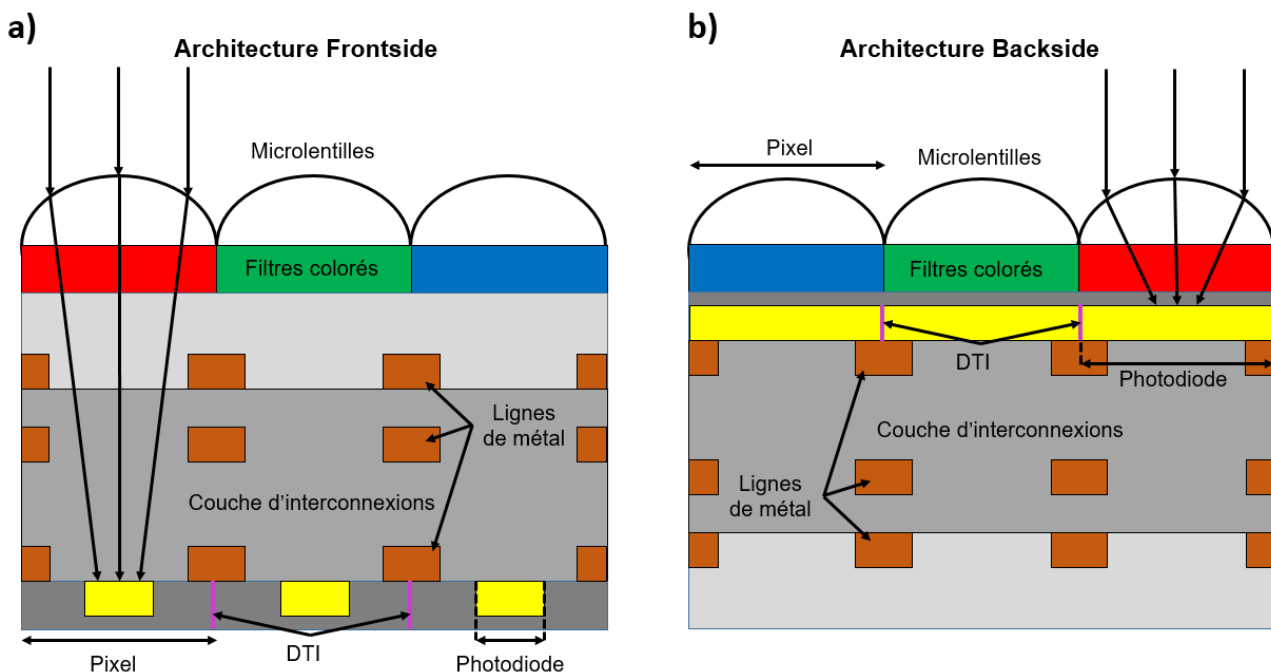 a)
Architecture Frontside
Microlentilles
Filtres colorés
Lignes
de métal
Couche d'interconnexions
Pixel
DTI
Photodiode
b)
Architecture Backside
Pixel
Microlentilles
Filtres colorés
DTI
Photodiode
Couche d'interconnexions
Lignes
de métal